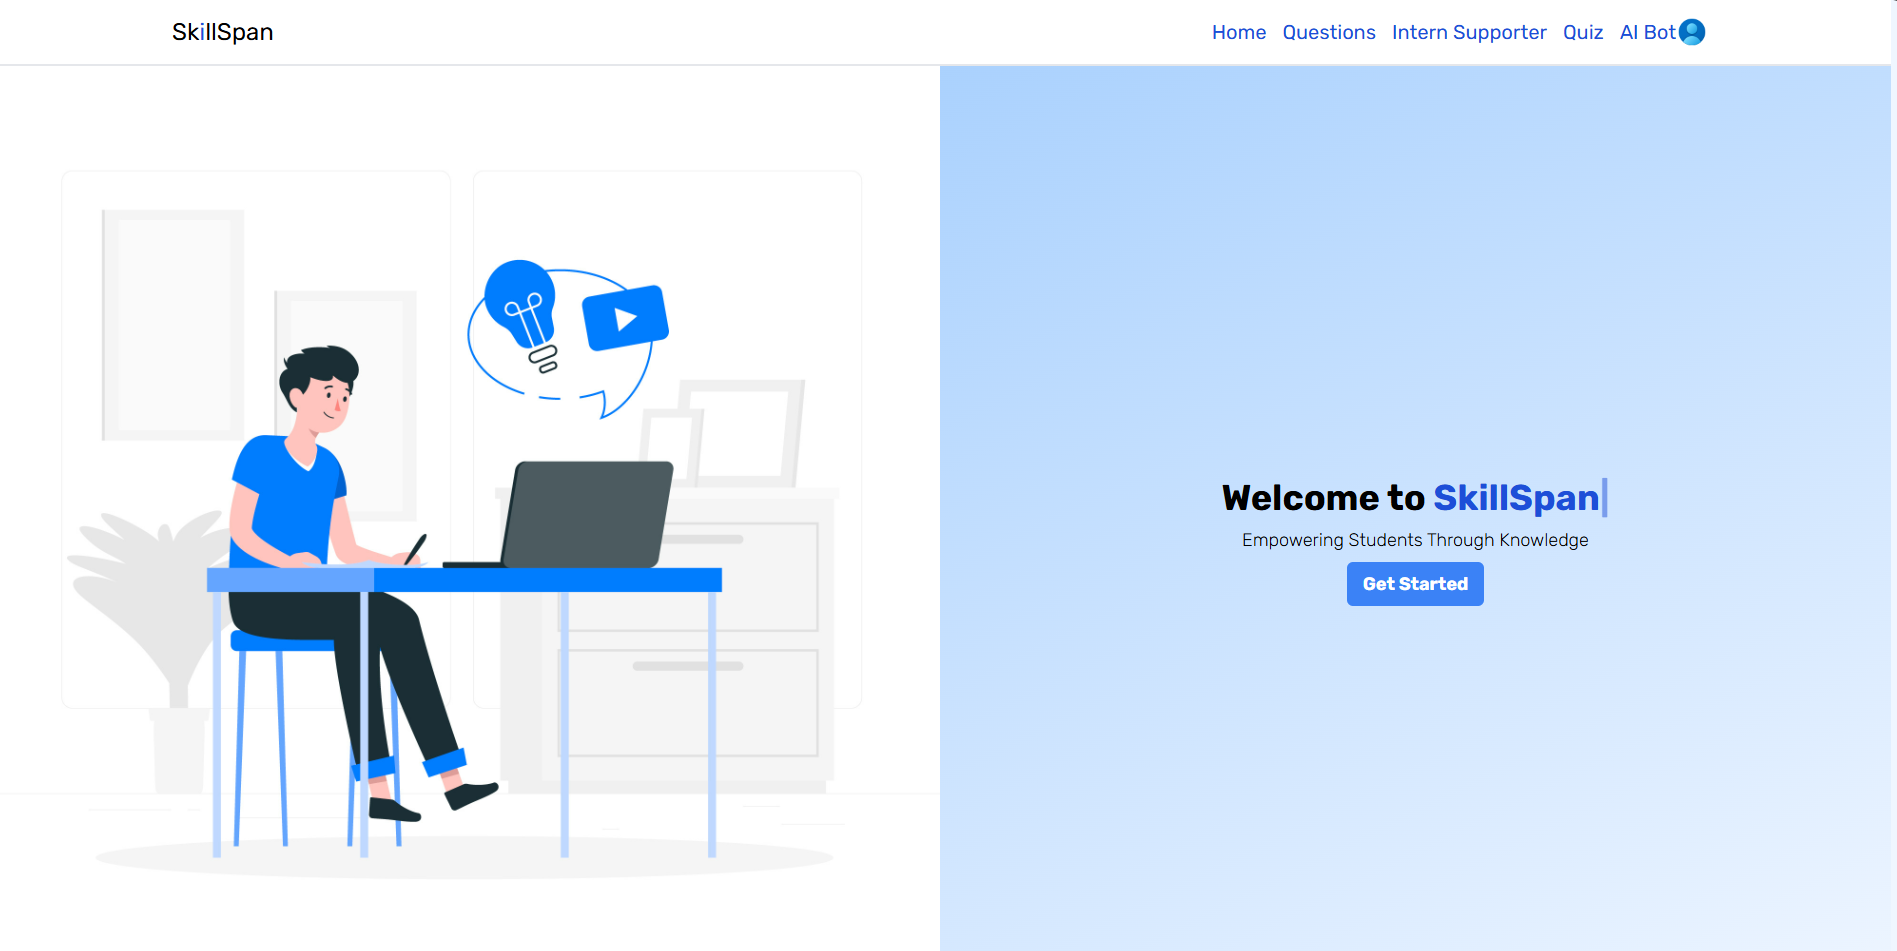 SkillSpan
Home Questions Intern Supporter Quiz AI Bot
Welcome to SkillSpan
Empowering Students Through Knowledge
Get Started